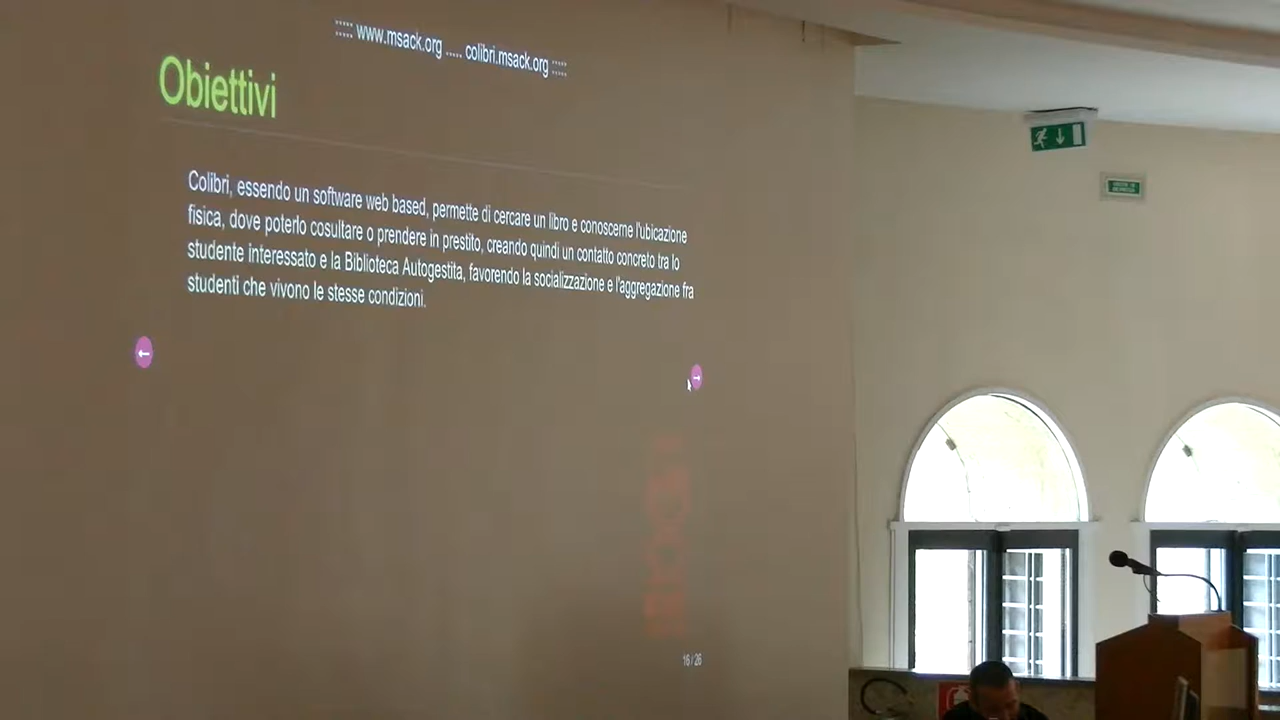 ::::: www.msack.org ..... colibri.msack.org :::::
Obiettivi
Colibri, essendo un software web based, permette di cercare un libro e conoscerne l'ubicazione
fisica, dove poterlo cosultare o prendere in prestito, creando quindi un contatto concreto tra lo
studente interessato e la Biblioteca Autogestita, favorendo la socializzazione e l'aggregazione fra
studenti che vivono le stesse condizioni.
16 / 26